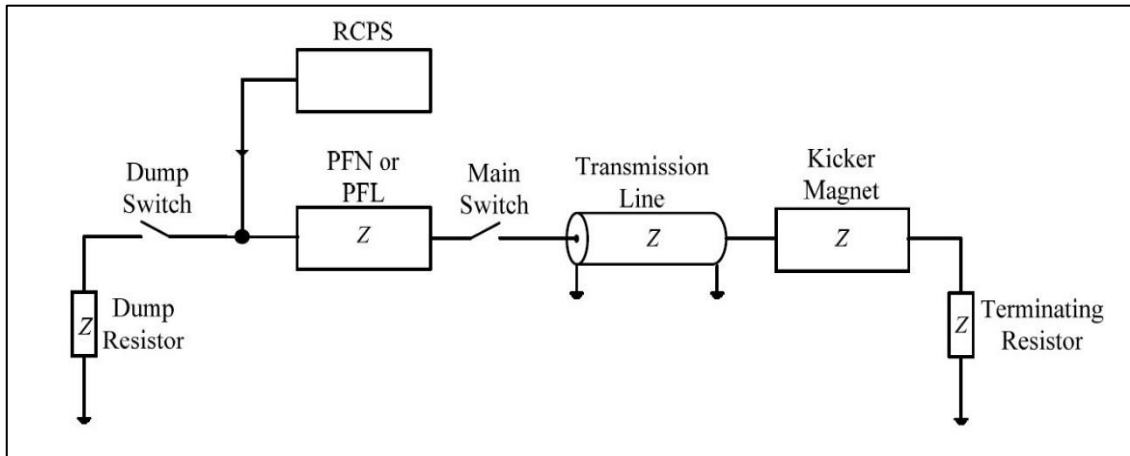 RCPS
Dump
Switch
PFN or
PFL
Z
Main
Switch
Transmission
Line
Z
Kicker
Magnet
Z
Z
Dump
Resistor
Z
Terminating
Resistor